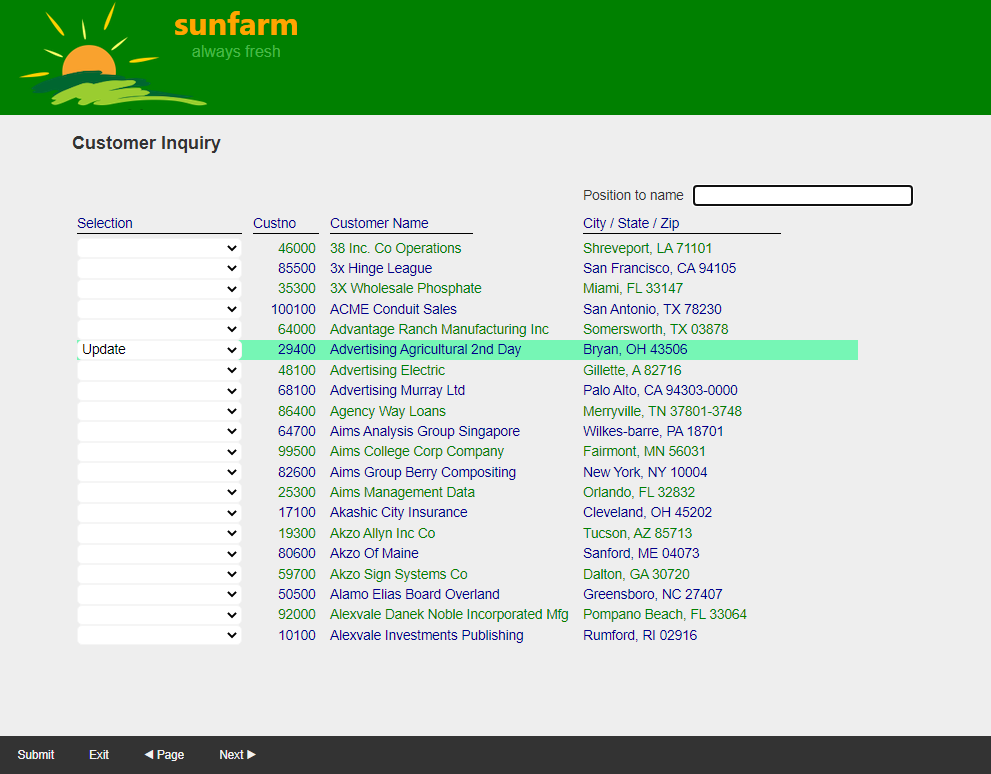 sunfarm
always fresh
Customer Inquiry
Position to name
Selection Custno Customer Name City / State / Zip
46000 38 Inc. Co Operations Shreveport, LA 71101
85500 3x Hinge League San Francisco, CA 94105
35300 3X Wholesale Phosphate Miami, FL 33147
100100 ACME Conduit Sales San Antonio, TX 78230
64000 Advantage Ranch Manufacturing Inc Somersworth, TX 03878
Update 29400 Advertising Agricultural 2nd Day Bryan, OH 43506
48100 Advertising Electric Gillette, A 82716
68100 Advertising Murray Ltd Palo Alto, CA 94303-0000
86400 Agency Way Loans Merryville, TN 37801-3748
64700 Aims Analysis Group Singapore Wilkes-barre, PA 18701
99500 Aims College Corp Company Fairmont, MN 56031
82600 Aims Group Berry Compositing New York, NY 10004
25300 Aims Management Data Orlando, FL 32832
17100 Akashic City Insurance Cleveland, OH 45202
19300 Akzo Allyn Inc Co Tucson, AZ 85713
80600 Akzo Of Maine Sanford, ME 04073
59700 Akzo Sign Systems Co Dalton, GA 30720
50500 Alamo Elias Board Overland Greensboro, NC 27407
92000 Alexvale Danek Noble Incorporated Mfg Pompano Beach, FL 33064
10100 Alexvale Investments Publishing Rumford, RI 02916
Submit Exit ◀ Page Next ▶